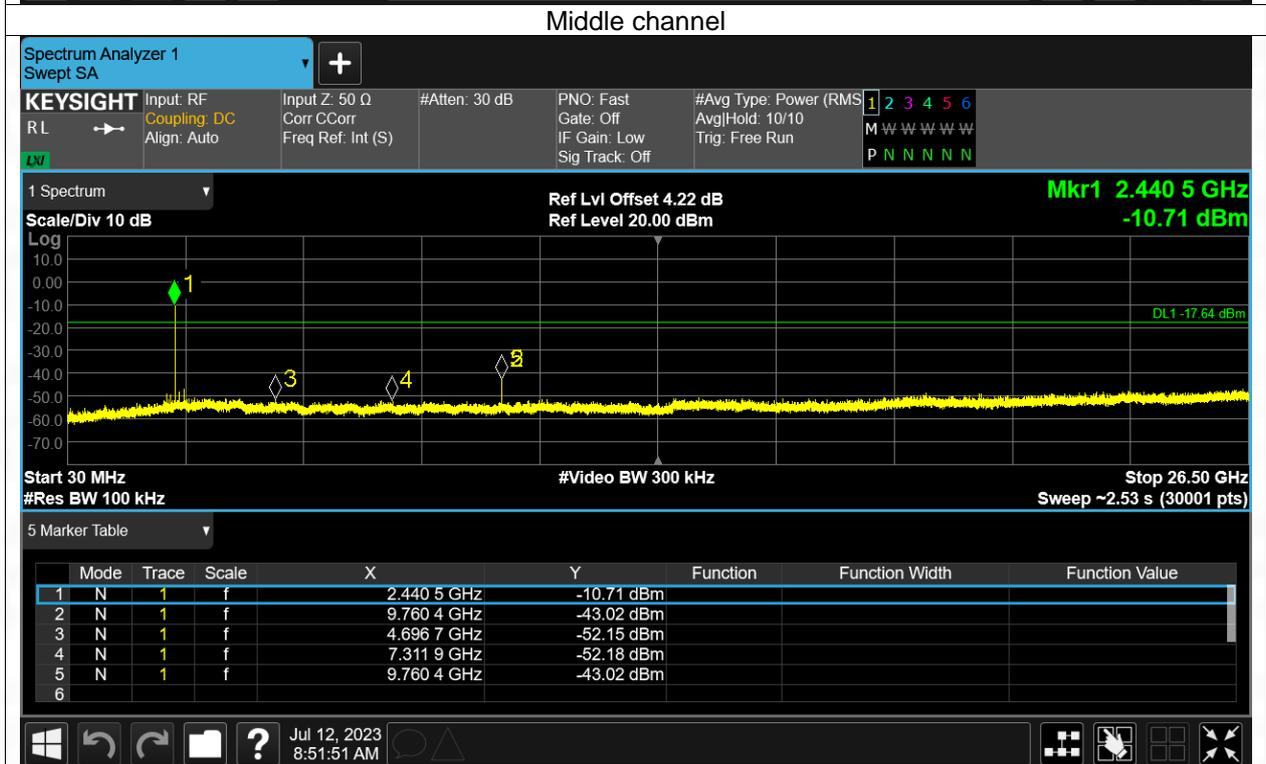 Middle channel
Spectrum Analyzer 1
Swept SA
KEYSIGHT
R L
LXI
Input: RF
Coupling: DC
Align: Auto
Input Z: 50 Ω
Corr CCorr
Freq Ref: Int (S)
#Atten: 30 dB
PNO: Fast
Gate: Off
IF Gain: Low
Sig Track: Off
#Avg Type: Power (RMS
Avg|Hold: 10/10
Trig: Free Run
1 2 3 4 5 6
M W W W W W
P N N N N N
1 Spectrum
Scale/Div 10 dB
Ref Lvl Offset 4.22 dB
Ref Level 20.00 dBm
Mkr1 2.440 5 GHz
-10.71 dBm
Log
10.0
0.00
-10.0
-20.0
-30.0
-40.0
-50.0
-60.0
-70.0
1
DL1 -17.64 dBm
3
4
Start 30 MHz
#Res BW 100 kHz
#Video BW 300 kHz
Stop 26.50 GHz
Sweep ~2.53 s (30001 pts)
5 Marker Table
Mode Trace Scale X Y Function Function Width Function Value
1 N 1 f 2.440 5 GHz -10.71 dBm
2 N 1 f 9.760 4 GHz -43.02 dBm
3 N 1 f 4.696 7 GHz -52.15 dBm
4 N 1 f 7.311 9 GHz -52.18 dBm
5 N 1 f 9.760 4 GHz -43.02 dBm
6
?
Jul 12, 2023
8:51:51 AM